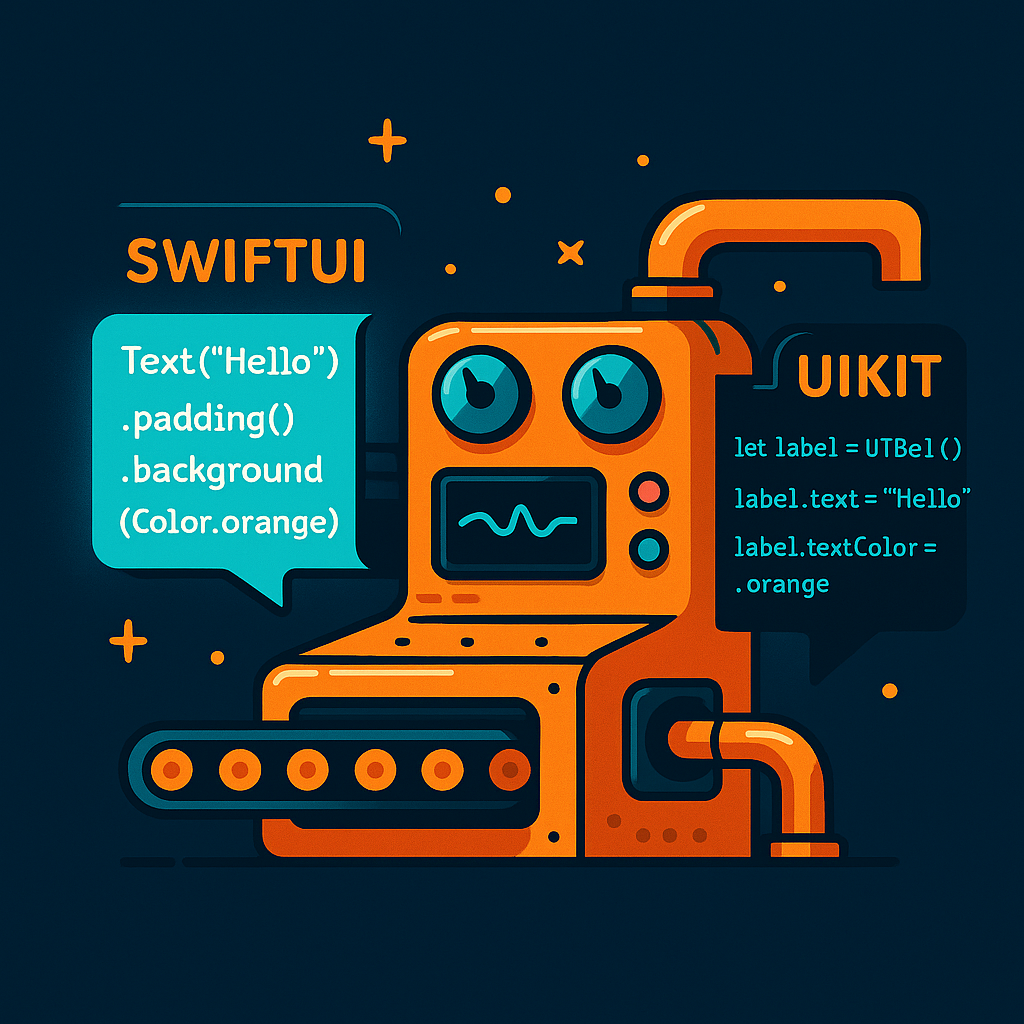 SWIFTUI
Text(“Hello”)
.padding()
.background
(Color.orange)
UIKIT
let label = UTBel()
label.text = “‘Hello”
label.textColor =
.orange